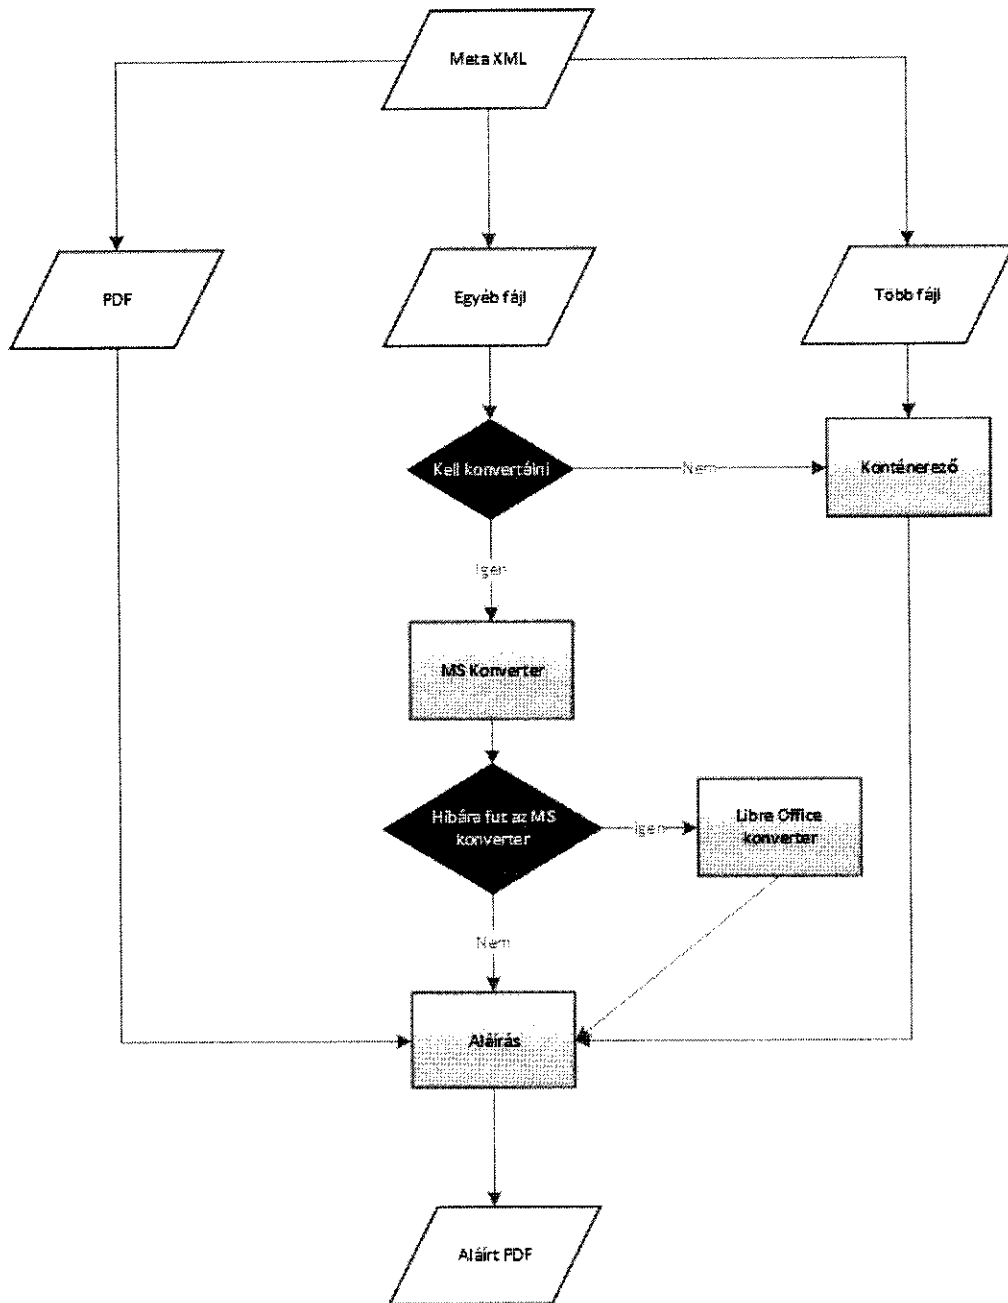 Meta XML
PDF
Egyéb fájl
Több fájl
Kell konvertálni
Nem
Konténerező
Igen
MS Konverter
Hibára fut az MS
konverter
Igen
Libre Office
konverter
Nem
Aláírás
Aláírt PDF